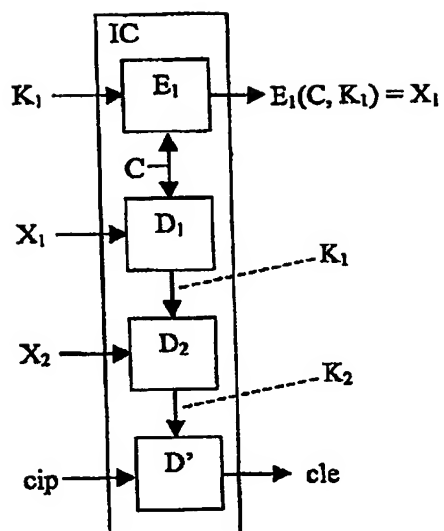 IC
K₁
E₁
E₁(C, K₁) = X₁
C
X₁
D₁
K₁
X₂
D₂
K₂
cip
D'
cle